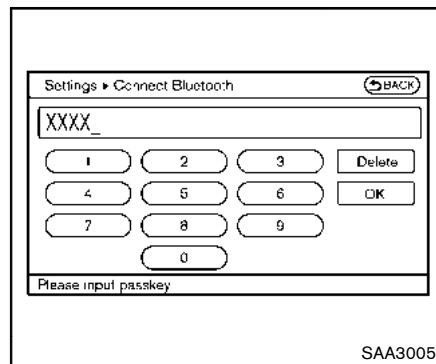 Settings ▸ Connect Bluetooth BACK
XXXX_
1 2 3 Delete
4 5 6 OK
7 8 9
0
Please input passkey
SAA3005